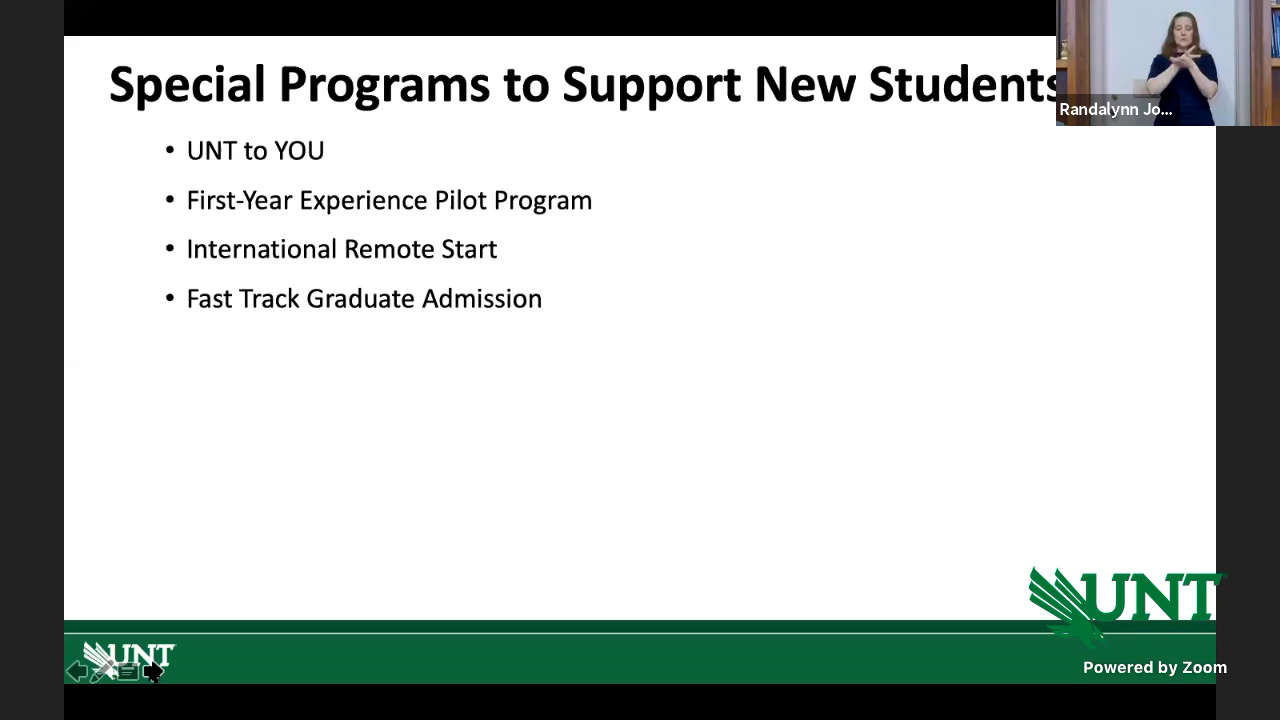 Special Programs to Support New Students
Randalynn Jo...
• UNT to YOU
• First-Year Experience Pilot Program
• International Remote Start
• Fast Track Graduate Admission
UNT
UNT
Powered by Zoom